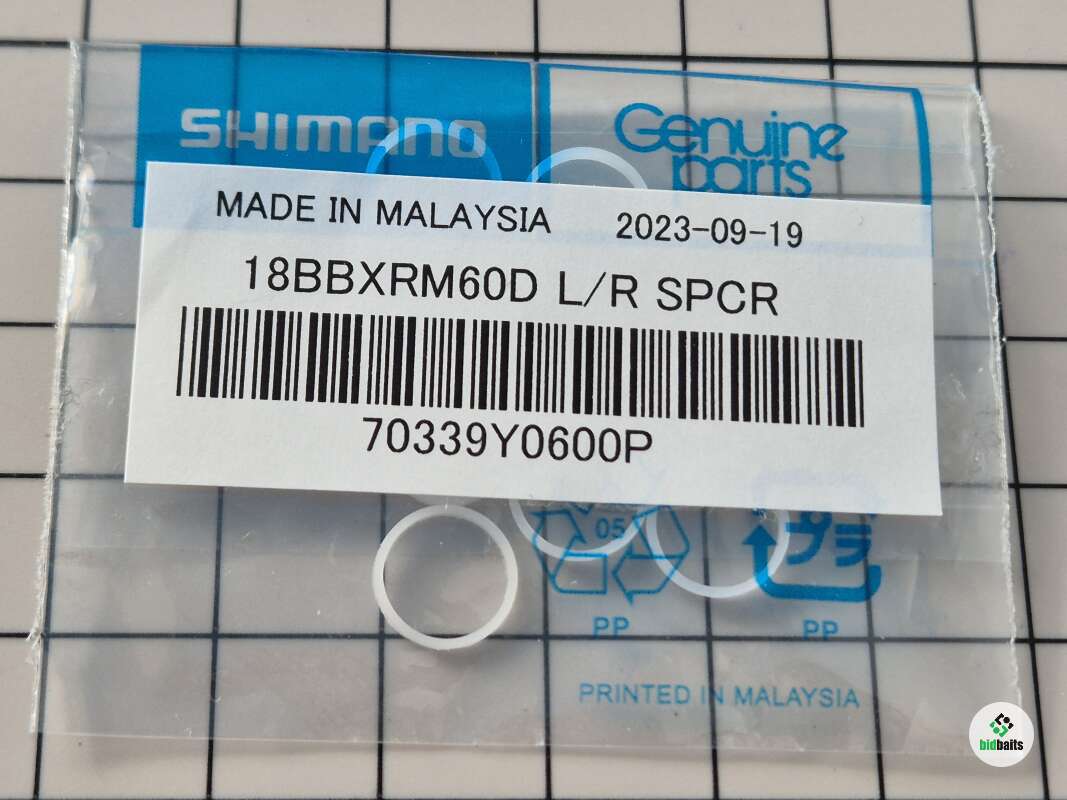 SHIMANO
Genuine
parts
MADE IN MALAYSIA 2023-09-19
18BBXRM60D L/R SPCR
70339Y0600P
05
プラ
PP
PP
PRINTED IN MALAYSIA
bidbaits